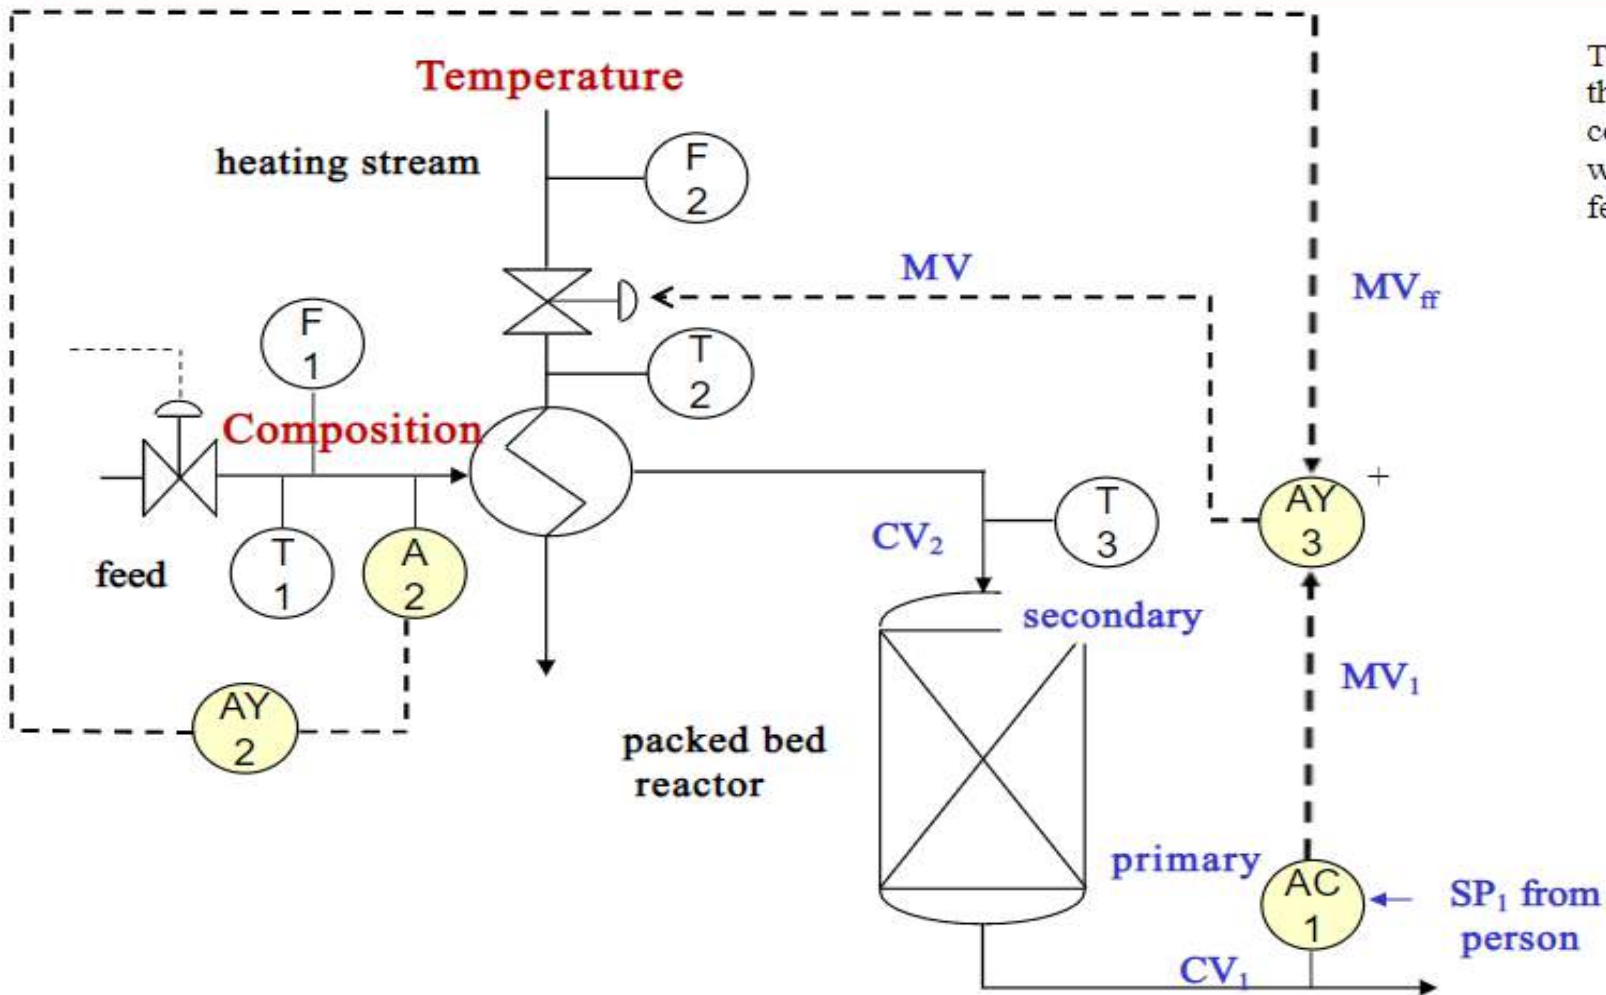 Temperature
heating stream
F
2
MV
MV_ff
F
1
T
2
Composition
AY
3
+
T
3
CV₂
feed
T
1
A
2
secondary
MV₁
AY
2
packed bed
reactor
primary
AC
1
SP₁ from
person
CV₁